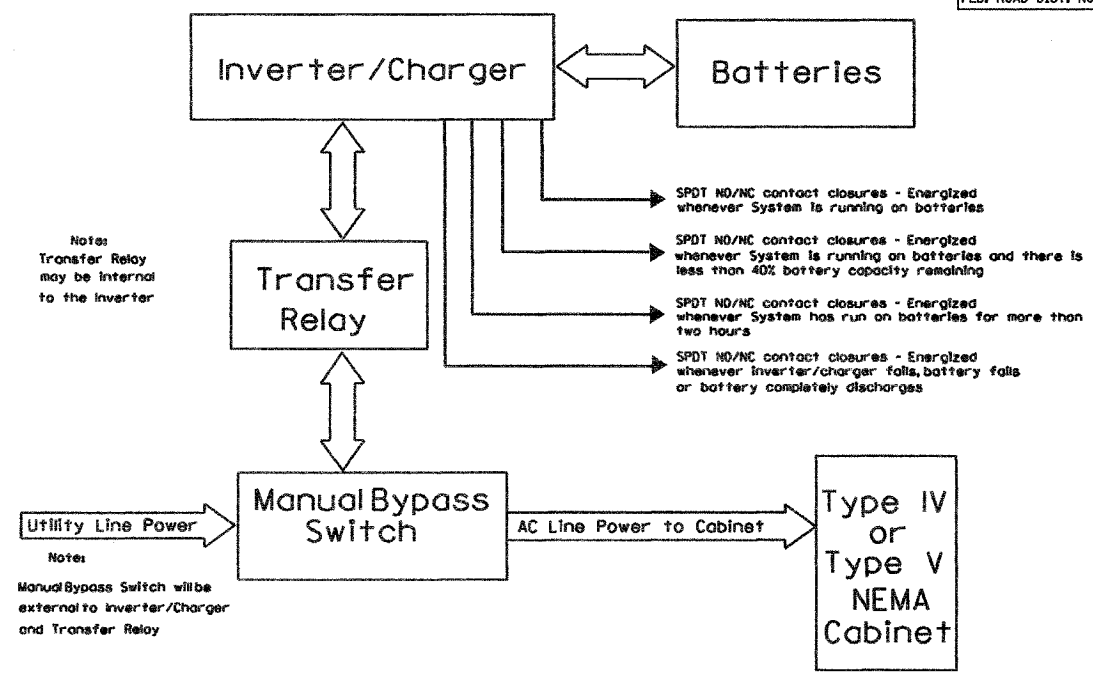 Inverter/Charger
Batteries
SPDT NO/NC contact closures - Energized
whenever System is running on batteries
SPDT NO/NC contact closures - Energized
whenever System is running on batteries and there is
less than 40% battery capacity remaining
SPDT NO/NC contact closures - Energized
whenever System has run on batteries for more than
two hours
SPDT NO/NC contact closures - Energized
whenever inverter/charger fails, battery fails
or battery completely discharges
Note:
Transfer Relay
may be internal
to the inverter
Transfer
Relay
Utility Line Power
Manual Bypass
Switch
AC Line Power to Cabinet
Type IV
or
Type V
NEMA
Cabinet
Note:
Manual Bypass Switch will be
external to inverter/Charger
and Transfer Relay